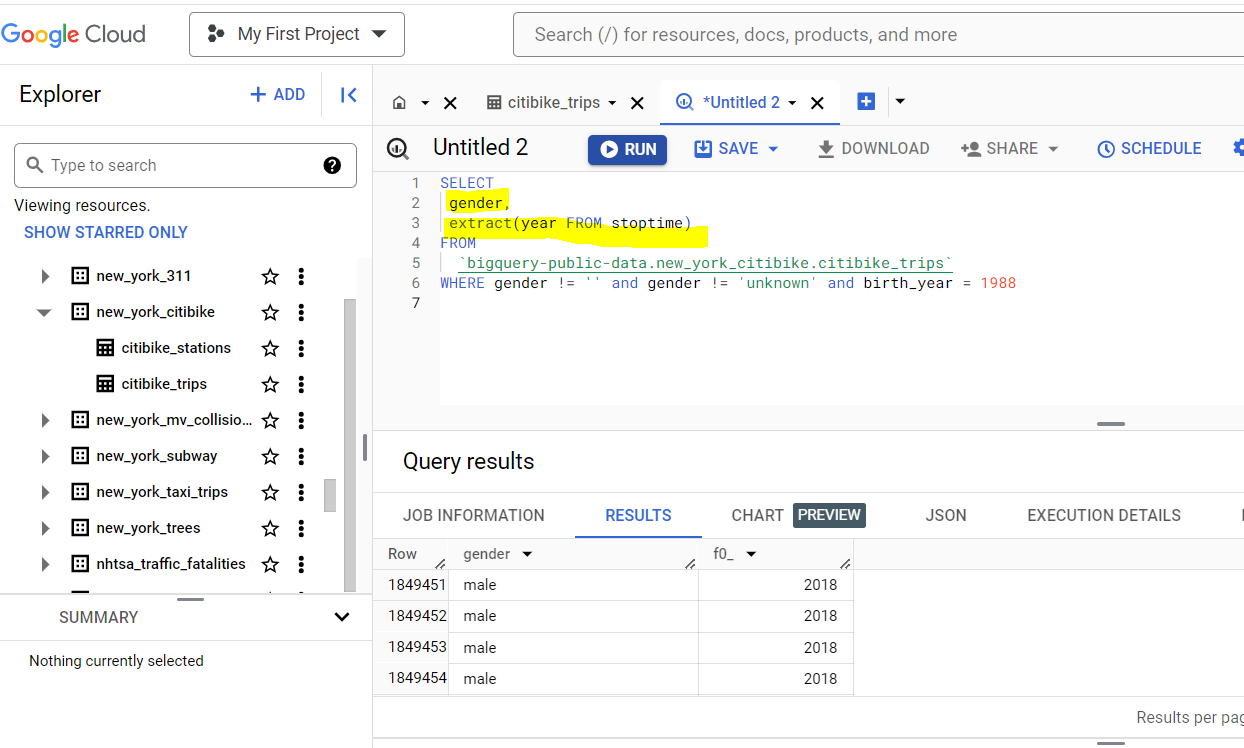 Google Cloud
My First Project
Search (/) for resources, docs, products, and more
Explorer
+ ADD
Type to search
Viewing resources.
SHOW STARRED ONLY
new_york_311
new_york_citibike
citibike_stations
citibike_trips
new_york_mv_collisio...
new_york_subway
new_york_taxi_trips
new_york_trees
nhtsa_traffic_fatalities
SUMMARY
Nothing currently selected
citibike_trips
*Untitled 2
Untitled 2
RUN
SAVE
DOWNLOAD
SHARE
SCHEDULE
1 SELECT
2 gender,
3 extract(year FROM stoptime)
4 FROM
5 `bigquery-public-data.new_york_citibike.citibike_trips`
6 WHERE gender != '' and gender != 'unknown' and birth_year = 1988
7
Query results
JOB INFORMATION
RESULTS
CHART PREVIEW
JSON
EXECUTION DETAILS
Row gender f0_
1849451 male 2018
1849452 male 2018
1849453 male 2018
1849454 male 2018
Results per